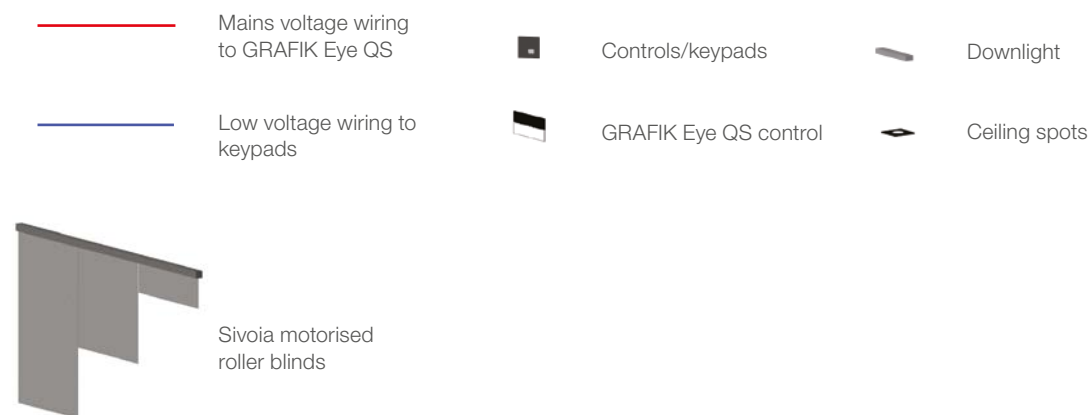 Mains voltage wiring
to GRAFIK Eye QS
Controls/keypads
Downlight
Low voltage wiring to
keypads
GRAFIK Eye QS control
Ceiling spots
Sivoia motorised
roller blinds